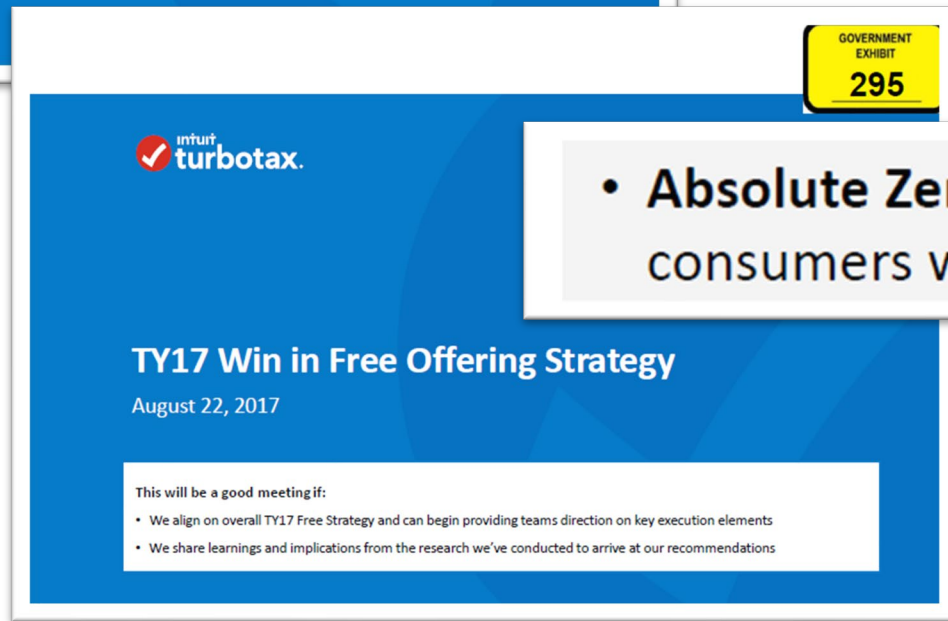 GOVERNMENT
EXHIBIT
295
intuit
turbotax.
• Absolute
consumers
TY17 Win in Free Offering Strategy
August 22, 2017
This will be a good meeting if:
• We align on overall TY17 Free Strategy and can begin providing teams direction on key execution elements
• We share learnings and implications from the research we've conducted to arrive at our recommendations